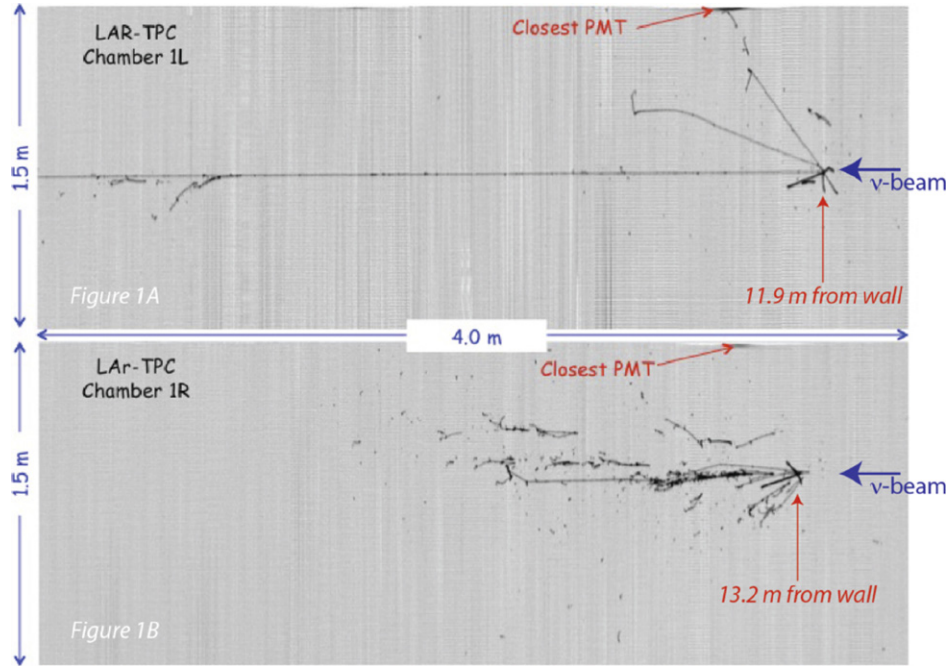 LAR-TPC
Chamber 1L
Closest PMT
1.5 m
ν-beam
Figure 1A
11.9 m from wall
4.0 m
LAr-TPC
Chamber 1R
Closest PMT
1.5 m
ν-beam
13.2 m from wall
Figure 1B